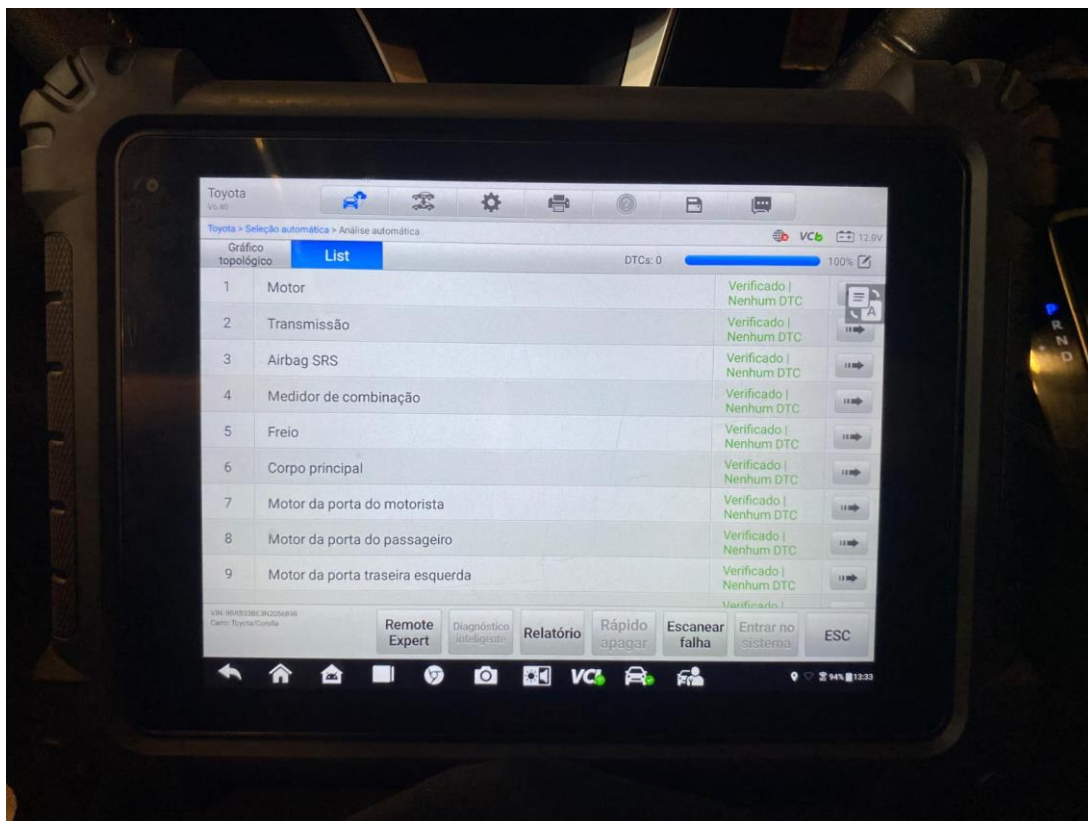 Toyota
V6.40
Toyota > Seleção automática > Análise automática
VCI 12.9V
Gráfico topológico
List
DTCs: 0
100%
1 Motor Verificado | Nenhum DTC
2 Transmissão Verificado | Nenhum DTC
3 Airbag SRS Verificado | Nenhum DTC
4 Medidor de combinação Verificado | Nenhum DTC
5 Freio Verificado | Nenhum DTC
6 Corpo principal Verificado | Nenhum DTC
7 Motor da porta do motorista Verificado | Nenhum DTC
8 Motor da porta do passageiro Verificado | Nenhum DTC
9 Motor da porta traseira esquerda Verificado | Nenhum DTC
Verificado |
Carro: Toyota/Corolla
Remote Expert
Diagnóstico inteligente
Relatório
Rápido apagar
Escanear falha
Entrar no sistema
ESC
VCI
94% 13:33
A
P
R
N
D